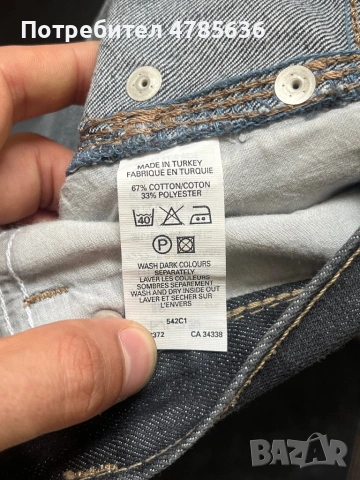 Потребител 4785636
MADE IN TURKEY
FABRIQUE EN TURQUIE
67% COTTON/COTON
33% POLYESTER
40
P
WASH DARK COLOURS
SEPARATELY
LAVER LES COULEURS
SOMBRES SEPAREMENT
WASH AND DRY INSIDE OUT
LAVER ET SECHER SUR
L'ENVERS
542C1
CA 34338
BAZAR